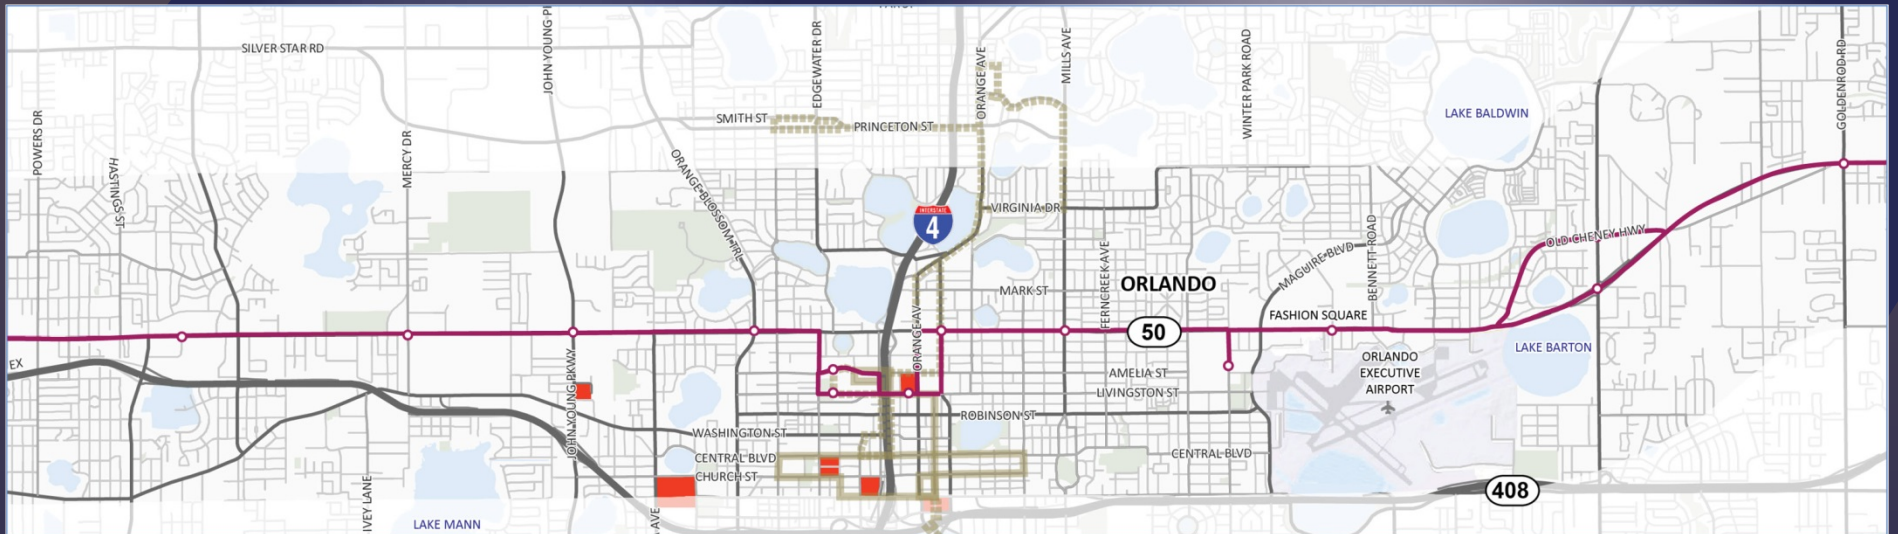 SILVER STAR RD
JOHN YOUNG P
EDGEWATER DR
ORANGE AVE
MILLS AVE
WINTER PARK ROAD
GOLDENROD RD
POWERS DR
HASTINGS ST
MERCY DR
SMITH ST
PRINCETON ST
LAKE BALDWIN
ORANGE BLOSSOM TRL
INTERSTATE
4
VIRGINIA DR
FERNCREEK AVE
MAGUIRE BLVD
BENNETT ROAD
OLD CHENEY HWY
MARK ST
ORLANDO
50
FASHION SQUARE
ORANGE AV
LAKE BARTON
EX
JOHN YOUNG PKWY
AMELIA ST
LIVINGSTON ST
ORLANDO
EXECUTIVE
AIRPORT
ROBINSON ST
WASHINGTON ST
CENTRAL BLVD
CENTRAL BLVD
CHURCH ST
408
IVEY LANE
LAKE MANN
AVE